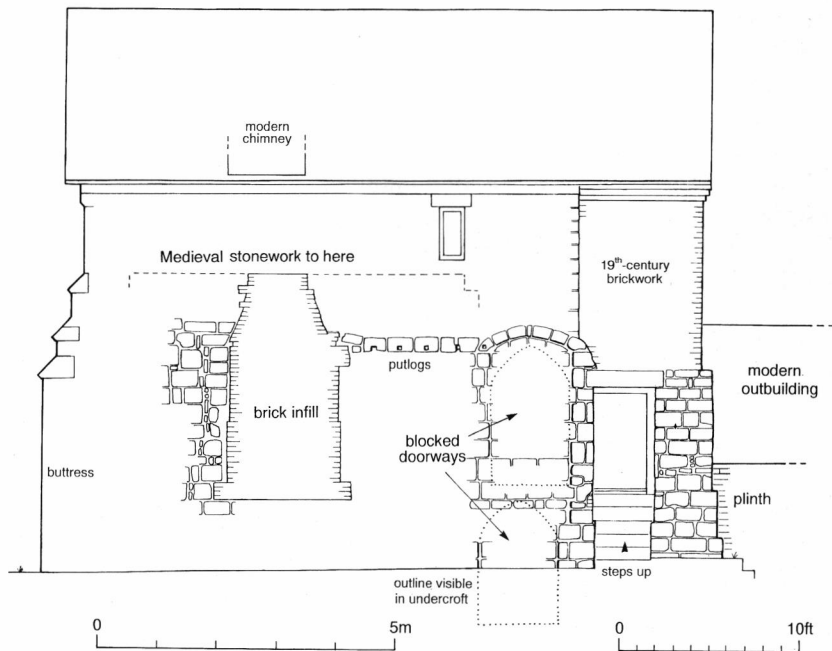 modern
chimney
Medieval stonework to here
19th-century
brickwork
putlogs
modern
outbuilding
brick infill
blocked
doorways
buttress
plinth
steps up
outline visible
in undercroft
0
5m
0
10ft